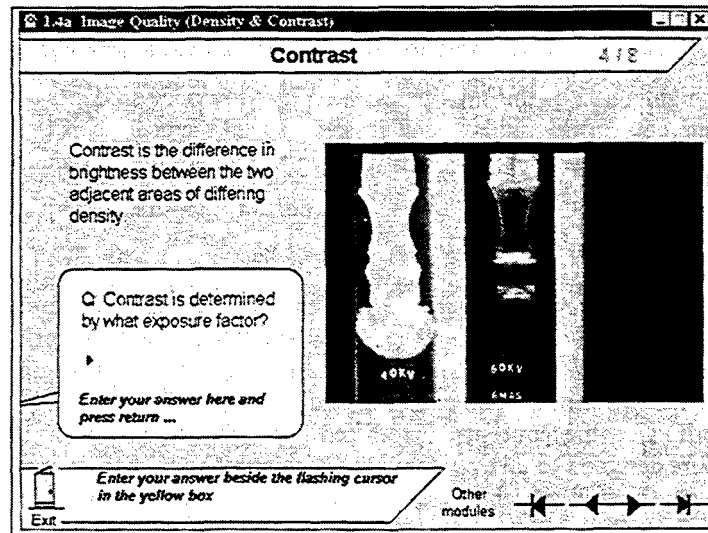 1.4a Image Quality (Density & Contrast)
Contrast
4 / 8
Contrast is the difference in
brightness between the two
adjacent areas of differing
density
Q: Contrast is determined
by what exposure factor?
Enter your answer here and
press return ...
40KV
60KV
6MAS
Enter your answer beside the flashing cursor
in the yellow box
Exit
Other
modules